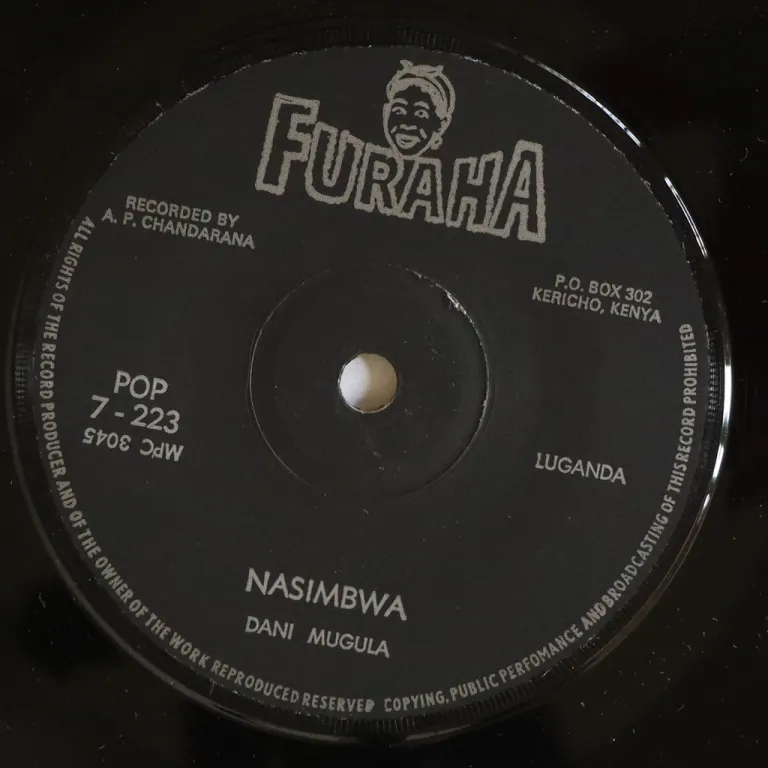 FURAHA
RECORDED BY
A. P. CHANDARANA
P.O. BOX 302
KERICHO, KENYA
POP
7 - 223
MPC 3045
LUGANDA
NASIMBWA
DANI MUGULA
ALL RIGHTS OF THE RECORD PRODUCER AND OF THE OWNER OF THE WORK REPRODUCED RESERVED COPYING, PUBLIC PERFOMANCE AND BROADCASTING OF THIS RECORD PROHIBITED